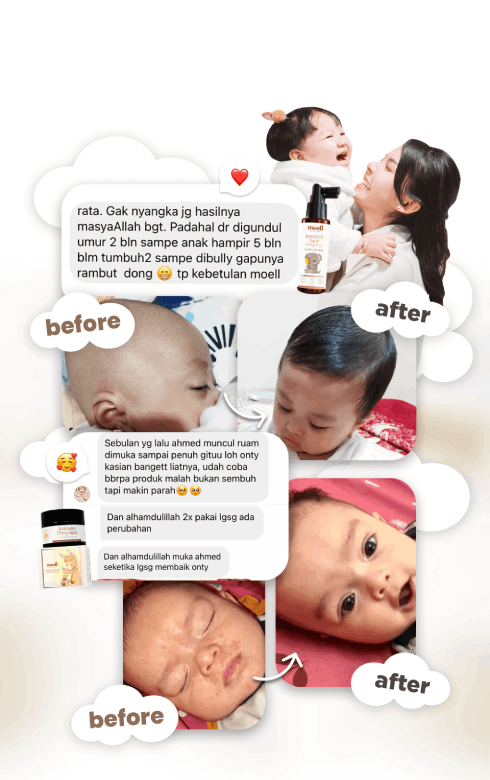 rata. Gak nyangka jg hasilnya
masyaAllah bgt. Padahal dr digundul
umur 2 bln sampe anak hampir 5 bln
blm tumbuh2 sampe dibully gapunya
rambut dong 😁 tp kebetulan moell
moell
before
after
Sebulan yg lalu ahmed muncul ruam
dimuka sampai penuh gituu loh onty
kasian bangett liatnya, udah coba
bbrpa produk malah bukan sembuh
tapi makin parah🥹🥹
Dan alhamdulillah 2x pakai lgsg ada
perubahan
Dan alhamdulillah muka ahmed
seketika lgsg membaik onty
moell
before
after